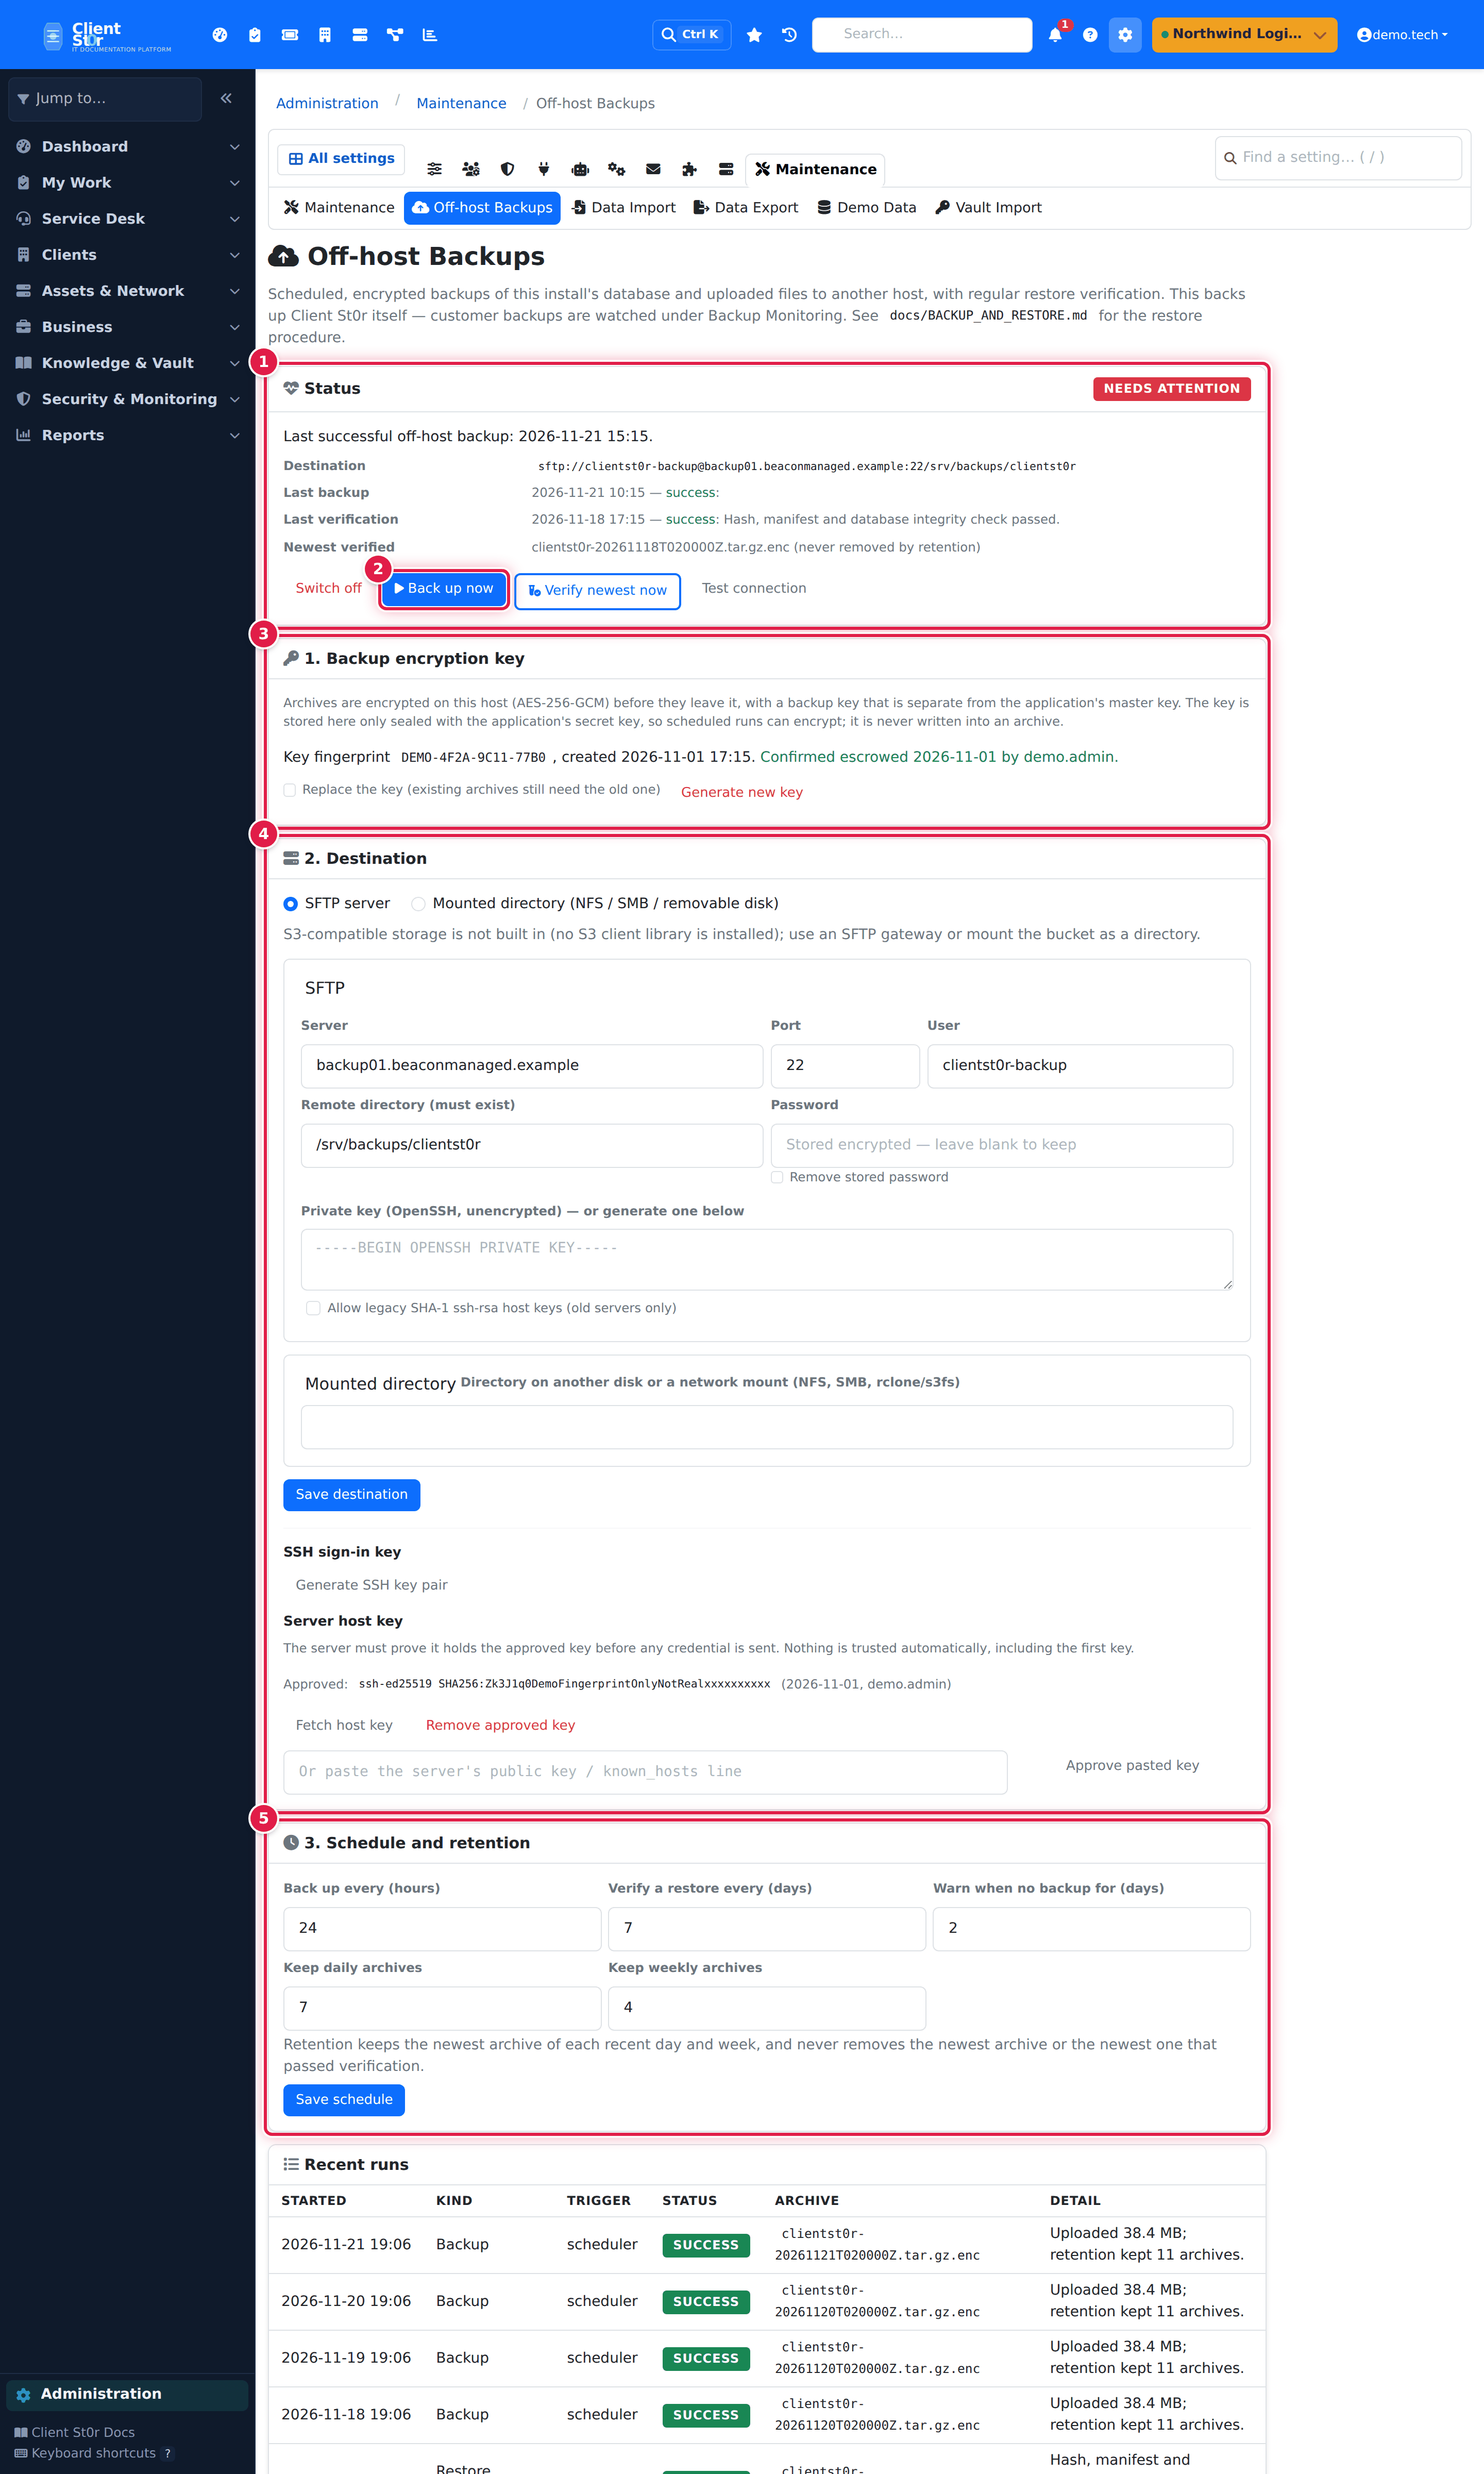 Client St0r
IT DOCUMENTATION PLATFORM
Ctrl K
Search...
1
Northwind Logi...
demo.tech
Jump to...
Dashboard
My Work
Service Desk
Clients
Assets & Network
Business
Knowledge & Vault
Security & Monitoring
Reports
Administration / Maintenance / Off-host Backups
All settings
Maintenance
Find a setting... ( / )
Maintenance
Off-host Backups
Data Import
Data Export
Demo Data
Vault Import
Off-host Backups
Scheduled, encrypted backups of this install's database and uploaded files to another host, with regular restore verification. This backs
up Client St0r itself — customer backups are watched under Backup Monitoring. See docs/BACKUP_AND_RESTORE.md for the restore
procedure.
1
Status
NEEDS ATTENTION
Last successful off-host backup: 2026-11-21 15:15.
Destination sftp://clientst0r-backup@backup01.beaconmanaged.example:22/srv/backups/clientst0r
Last backup 2026-11-21 10:15 — success:
Last verification 2026-11-18 17:15 — success: Hash, manifest and database integrity check passed.
Newest verified clientst0r-20261118T020000Z.tar.gz.enc (never removed by retention)
2
Switch off
Back up now
Verify newest now
Test connection
3
1. Backup encryption key
Archives are encrypted on this host (AES-256-GCM) before they leave it, with a backup key that is separate from the application's master key. The key is
stored here only sealed with the application's secret key, so scheduled runs can encrypt; it is never written into an archive.
Key fingerprint DEMO-4F2A-9C11-77B0 , created 2026-11-01 17:15. Confirmed escrowed 2026-11-01 by demo.admin.
Replace the key (existing archives still need the old one)
Generate new key
4
2. Destination
SFTP server
Mounted directory (NFS / SMB / removable disk)
S3-compatible storage is not built in (no S3 client library is installed); use an SFTP gateway or mount the bucket as a directory.
SFTP
Server Port User
backup01.beaconmanaged.example 22 clientst0r-backup
Remote directory (must exist) Password
/srv/backups/clientst0r Stored encrypted — leave blank to keep
Remove stored password
Private key (OpenSSH, unencrypted) — or generate one below
-----BEGIN OPENSSH PRIVATE KEY-----
Allow legacy SHA-1 ssh-rsa host keys (old servers only)
Mounted directory Directory on another disk or a network mount (NFS, SMB, rclone/s3fs)
Save destination
SSH sign-in key
Generate SSH key pair
Server host key
The server must prove it holds the approved key before any credential is sent. Nothing is trusted automatically, including the first key.
Approved: ssh-ed25519 SHA256:Zk3J1q0DemoFingerprintOnlyNotRealxxxxxxxxxx (2026-11-01, demo.admin)
Fetch host key
Remove approved key
Or paste the server's public key / known_hosts line
Approve pasted key
5
3. Schedule and retention
Back up every (hours) Verify a restore every (days) Warn when no backup for (days)
24 7 2
Keep daily archives Keep weekly archives
7 4
Retention keeps the newest archive of each recent day and week, and never removes the newest archive or the newest one that
passed verification.
Save schedule
Recent runs
STARTED KIND TRIGGER STATUS ARCHIVE DETAIL
2026-11-21 19:06 Backup scheduler SUCCESS clientst0r-20261121T020000Z.tar.gz.enc Uploaded 38.4 MB; retention kept 11 archives.
2026-11-20 19:06 Backup scheduler SUCCESS clientst0r-20261120T020000Z.tar.gz.enc Uploaded 38.4 MB; retention kept 11 archives.
2026-11-19 19:06 Backup scheduler SUCCESS clientst0r-20261120T020000Z.tar.gz.enc Uploaded 38.4 MB; retention kept 11 archives.
2026-11-18 19:06 Backup scheduler SUCCESS clientst0r-20261120T020000Z.tar.gz.enc Uploaded 38.4 MB; retention kept 11 archives.
Restore clientst0r- Hash, manifest and
Administration
Client St0r Docs
Keyboard shortcuts ?